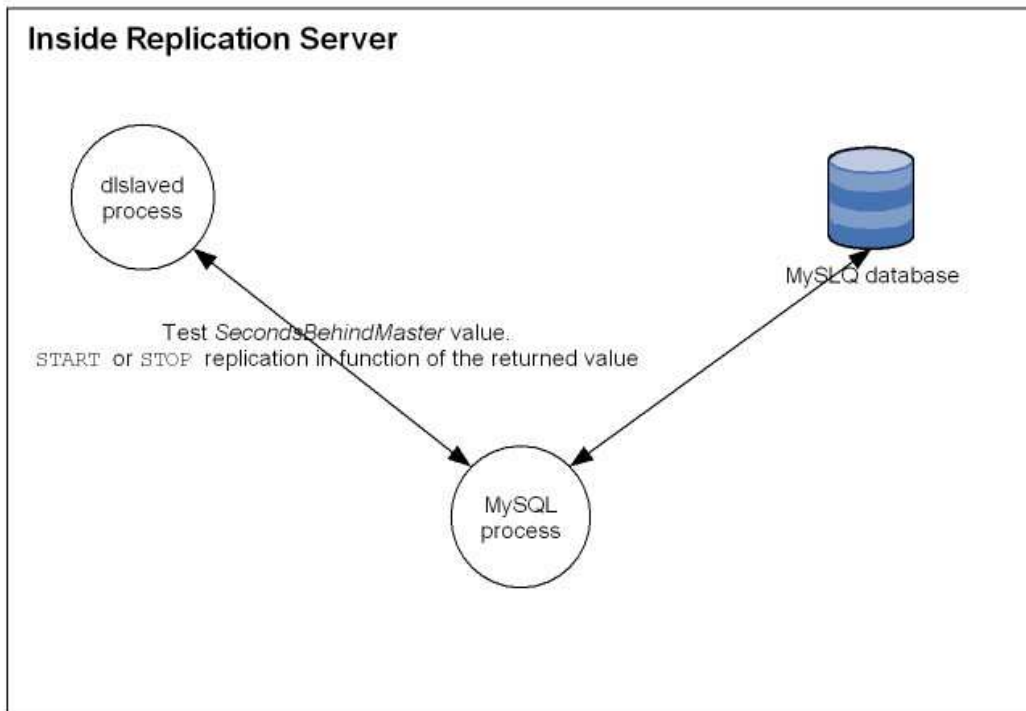 Inside Replication Server
dlslaved
process
MySLQ database
Test SecondsBehindMaster value.
START or STOP replication in function of the returned value
MySQL
process